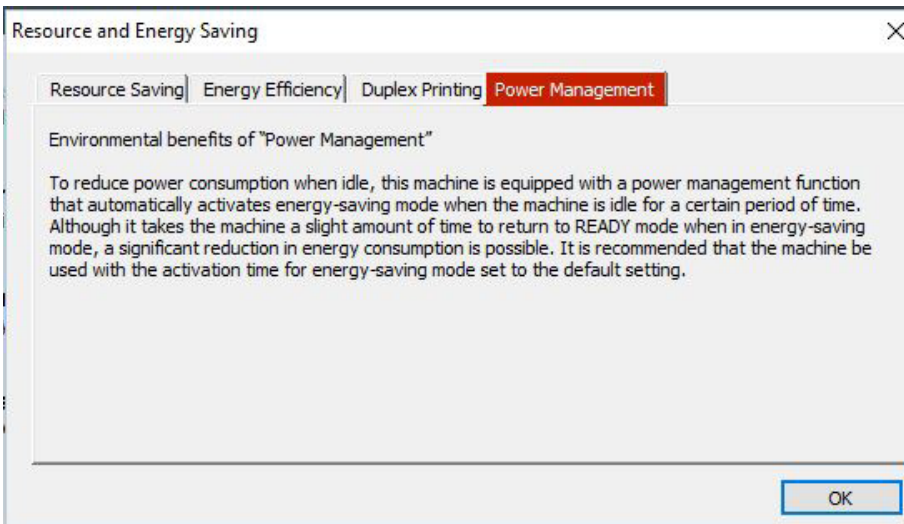 Resource and Energy Saving
Resource Saving Energy Efficiency Duplex Printing Power Management
Environmental benefits of “Power Management”
To reduce power consumption when idle, this machine is equipped with a power management function
that automatically activates energy-saving mode when the machine is idle for a certain period of time.
Although it takes the machine a slight amount of time to return to READY mode when in energy-saving
mode, a significant reduction in energy consumption is possible. It is recommended that the machine be
used with the activation time for energy-saving mode set to the default setting.
OK